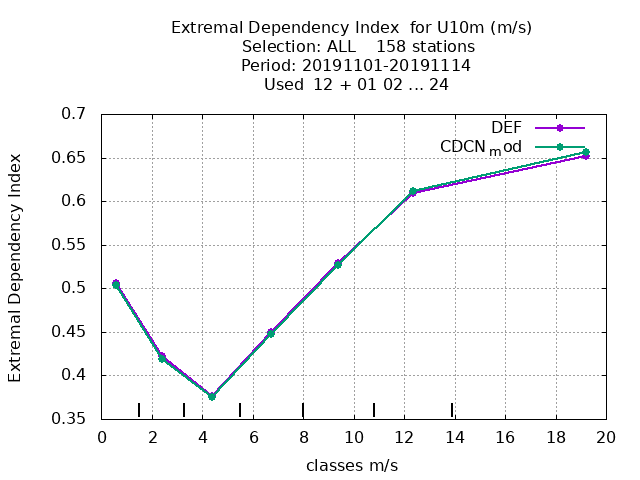 Extremal Dependency Index  for U10m (m/s)
Selection: ALL    158 stations
Period: 20191101-20191114
Used  12 + 01 02 ... 24
DEF
CDCN_mod
Extremal Dependency Index
0.7
0.65
0.6
0.55
0.5
0.45
0.4
0.35
0 2 4 6 8 10 12 14 16 18 20
classes m/s